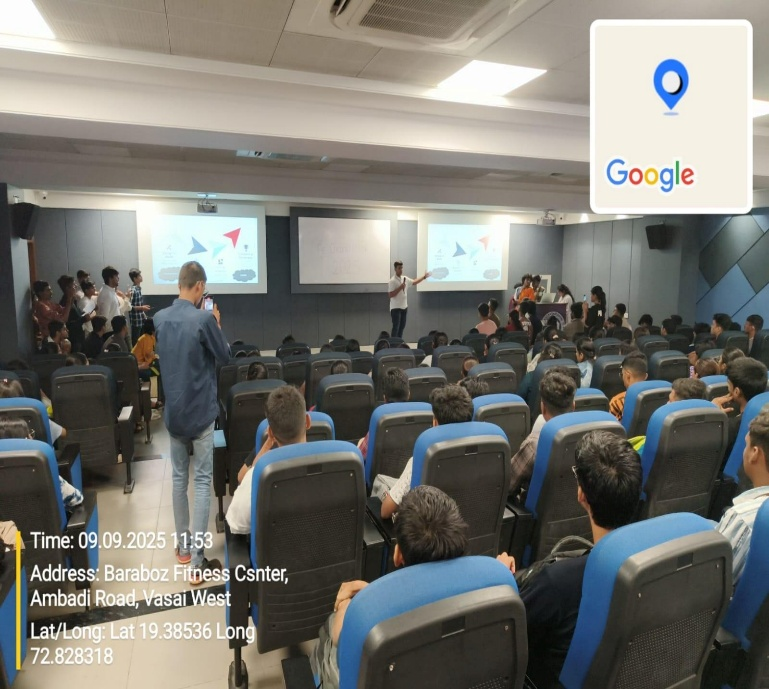 Google
Time: 09.09.2025 11:53
Address: Baraboz Fitness Csnter,
Ambadi Road, Vasai West
Lat/Long: Lat 19.38536 Long
72.828318